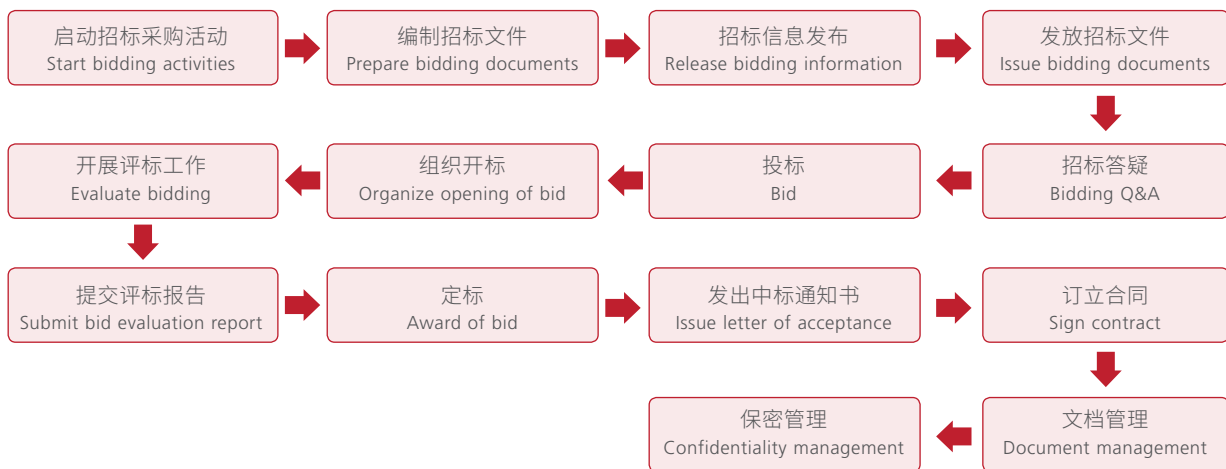 启动招标采购活动
Start bidding activities
编制招标文件
Prepare bidding documents
招标信息发布
Release bidding information
发放招标文件
Issue bidding documents
招标答疑
Bidding Q&A
投标
Bid
组织开标
Organize opening of bid
开展评标工作
Evaluate bidding
提交评标报告
Submit bid evaluation report
定标
Award of bid
发出中标通知书
Issue letter of acceptance
订立合同
Sign contract
文档管理
Document management
保密管理
Confidentiality management